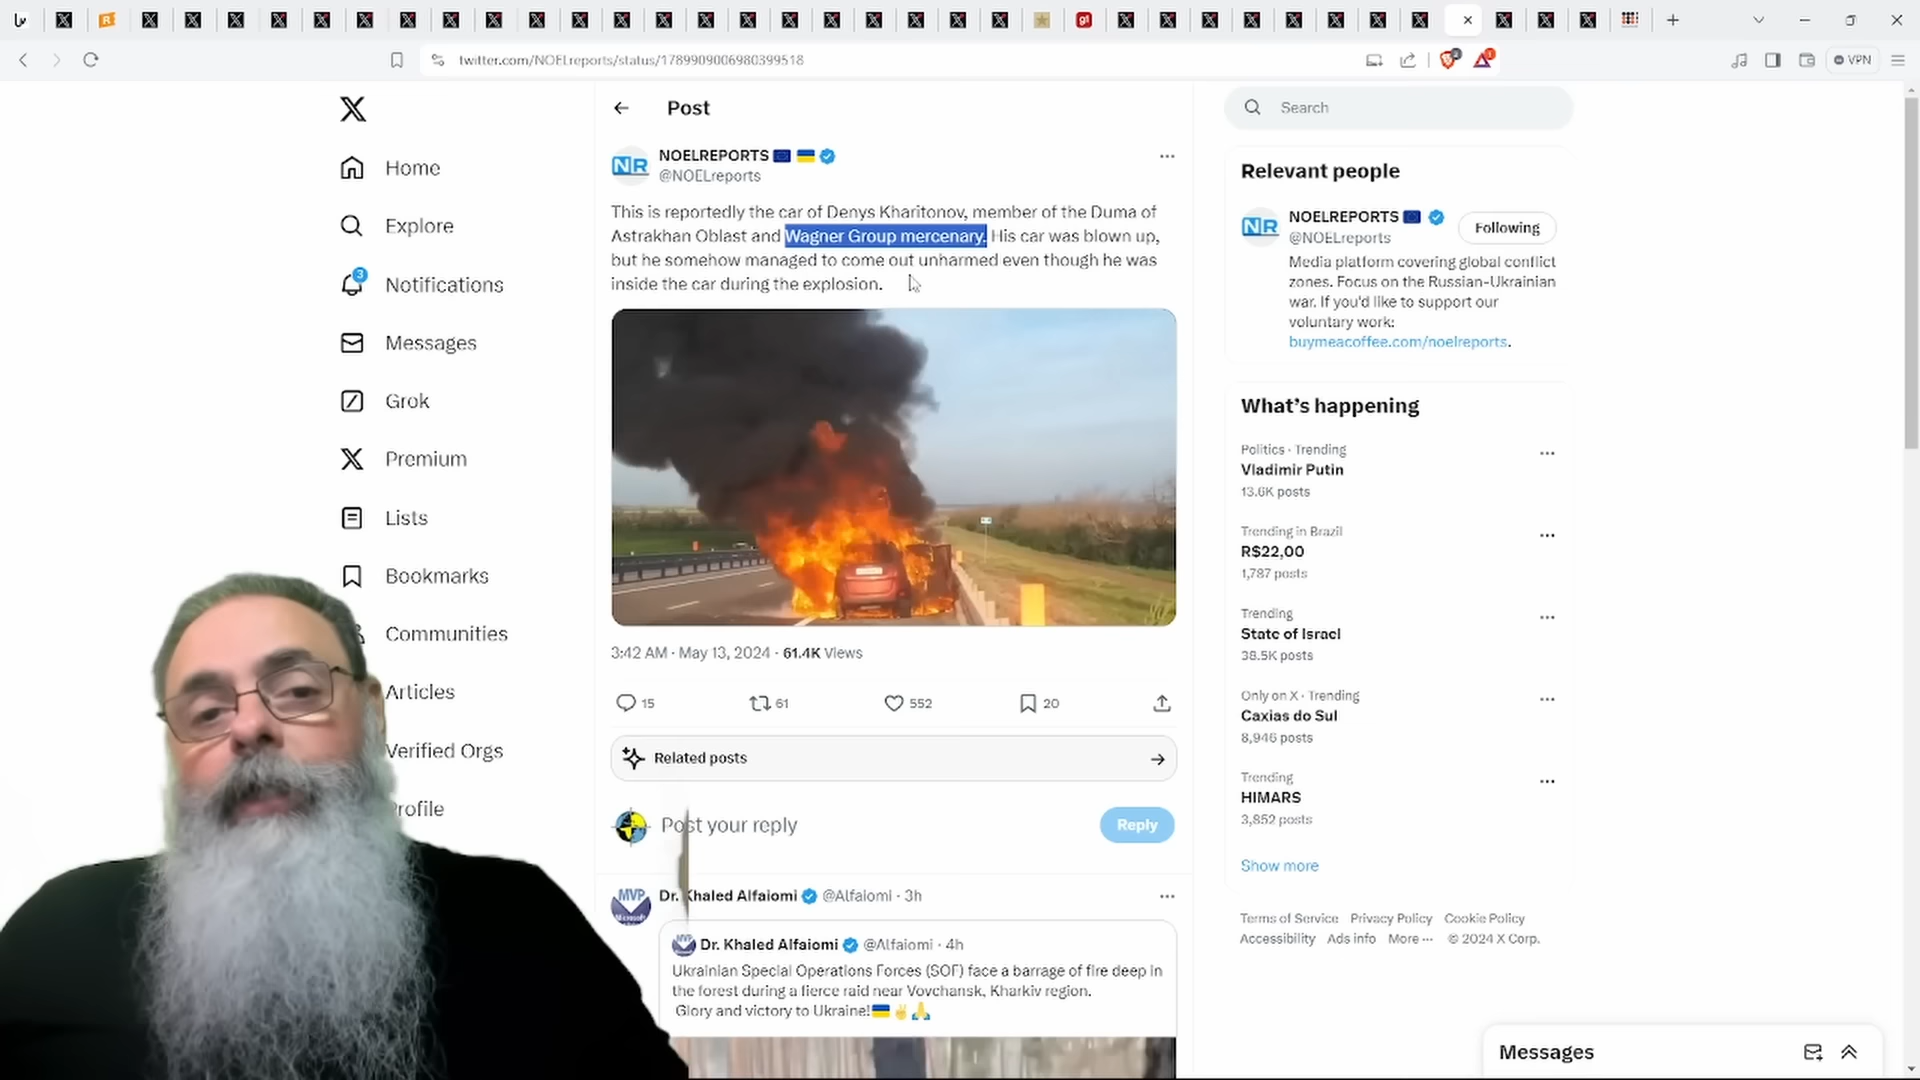 twitter.com/NOELreports/status/1789909006980399518
VPN
Home
Explore
3
Notifications
Messages
Grok
Premium
Lists
Bookmarks
Communities
Articles
Verified Orgs
Profile
Post
NR
NOELREPORTS
@NOELreports
This is reportedly the car of Denys Kharitonov, member of the Duma of
Astrakhan Oblast and Wagner Group mercenary. His car was blown up,
but he somehow managed to come out unharmed even though he was
inside the car during the explosion.
3:42 AM · May 13, 2024 · 61.4K Views
15
61
552
20
Related posts
Post your reply
Reply
MVP
Microsoft
Dr. Khaled Alfaiomi @Alfaiomi · 3h
MVP
Dr. Khaled Alfaiomi @Alfaiomi · 4h
Ukrainian Special Operations Forces (SOF) face a barrage of fire deep in
the forest during a fierce raid near Vovchansk, Kharkiv region.
Glory and victory to Ukraine!🇺🇦✌️🙏
Search
Relevant people
NR
NOELREPORTS
@NOELreports
Following
Media platform covering global conflict
zones. Focus on the Russian-Ukrainian
war. If you'd like to support our
voluntary work:
buymeacoffee.com/noelreports.
What's happening
Politics · Trending
Vladimir Putin
13.6K posts
Trending in Brazil
R$22,00
1,787 posts
Trending
State of Israel
38.5K posts
Only on X · Trending
Caxias do Sul
8,946 posts
Trending
HIMARS
3,852 posts
Show more
Terms of Service Privacy Policy Cookie Policy
Accessibility Ads info More ··· © 2024 X Corp.
Messages